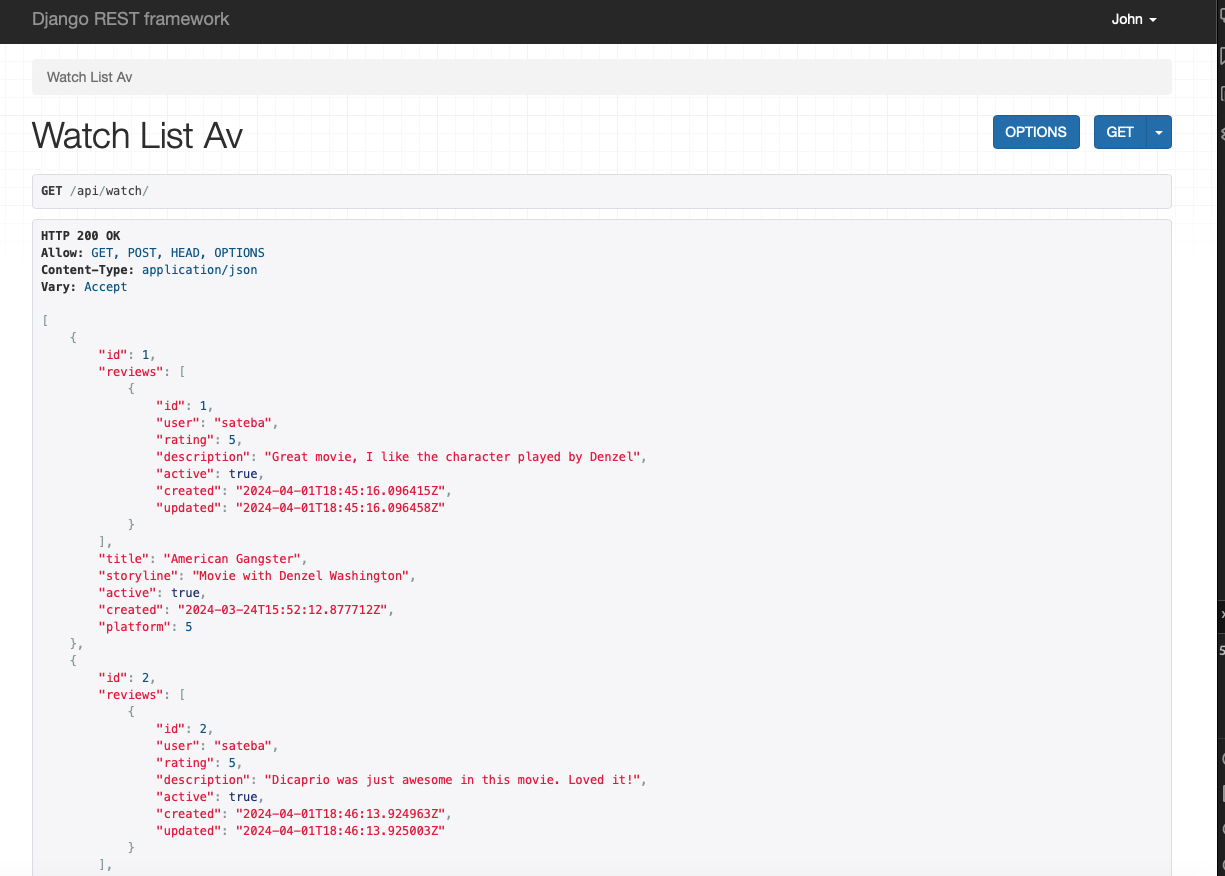 Django REST framework
John
Watch List Av
Watch List Av
OPTIONS
GET
GET /api/watch/
HTTP 200 OK
Allow: GET, POST, HEAD, OPTIONS
Content-Type: application/json
Vary: Accept
[
    {
        "id": 1,
        "reviews": [
            {
                "id": 1,
                "user": "sateba",
                "rating": 5,
                "description": "Great movie, I like the character played by Denzel",
                "active": true,
                "created": "2024-04-01T18:45:16.096415Z",
                "updated": "2024-04-01T18:45:16.096458Z"
            }
        ],
        "title": "American Gangster",
        "storyline": "Movie with Denzel Washington",
        "active": true,
        "created": "2024-03-24T15:52:12.877712Z",
        "platform": 5
    },
    {
        "id": 2,
        "reviews": [
            {
                "id": 2,
                "user": "sateba",
                "rating": 5,
                "description": "Dicaprio was just awesome in this movie. Loved it!",
                "active": true,
                "created": "2024-04-01T18:46:13.924963Z",
                "updated": "2024-04-01T18:46:13.925003Z"
            }
        ],